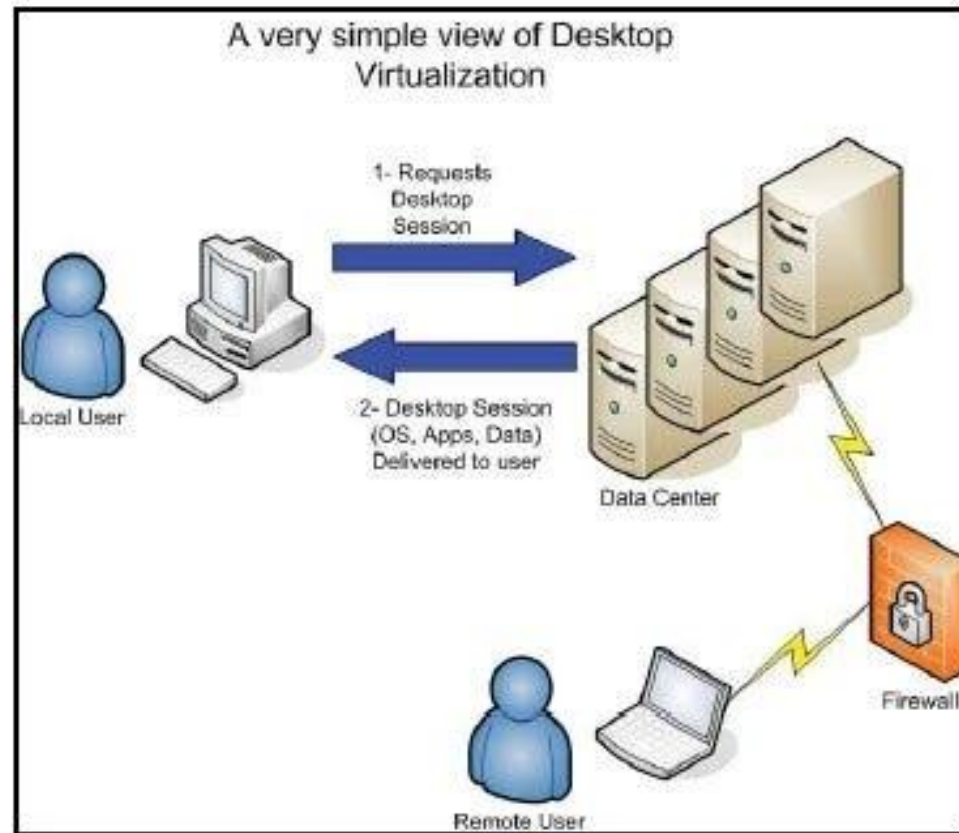 A very simple view of Desktop
Virtualization
1- Requests
Desktop
Session
Local User
2- Desktop Session
(OS, Apps, Data)
Delivered to user
Data Center
Firewall
Remote User